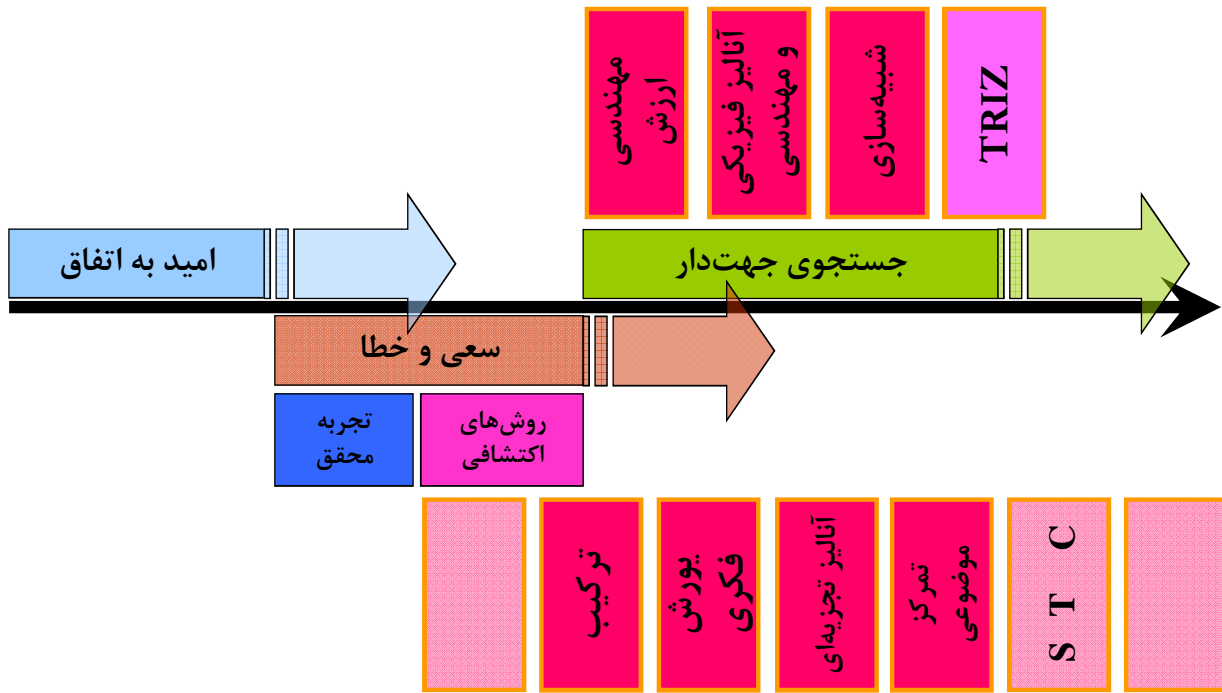 مهندسی
ارزش
آنالیز فیزیکی
و مهندسی
شبیه‌سازی
TRIZ
امید به اتفاق
جستجوی جهت‌دار
سعی و خطا
تجربه
محقق
روش‌های
اکتشافی
ترکیب
یورش
فکری
آنالیز تجزیه‌ای
تمرکز
موضوعی
S T C